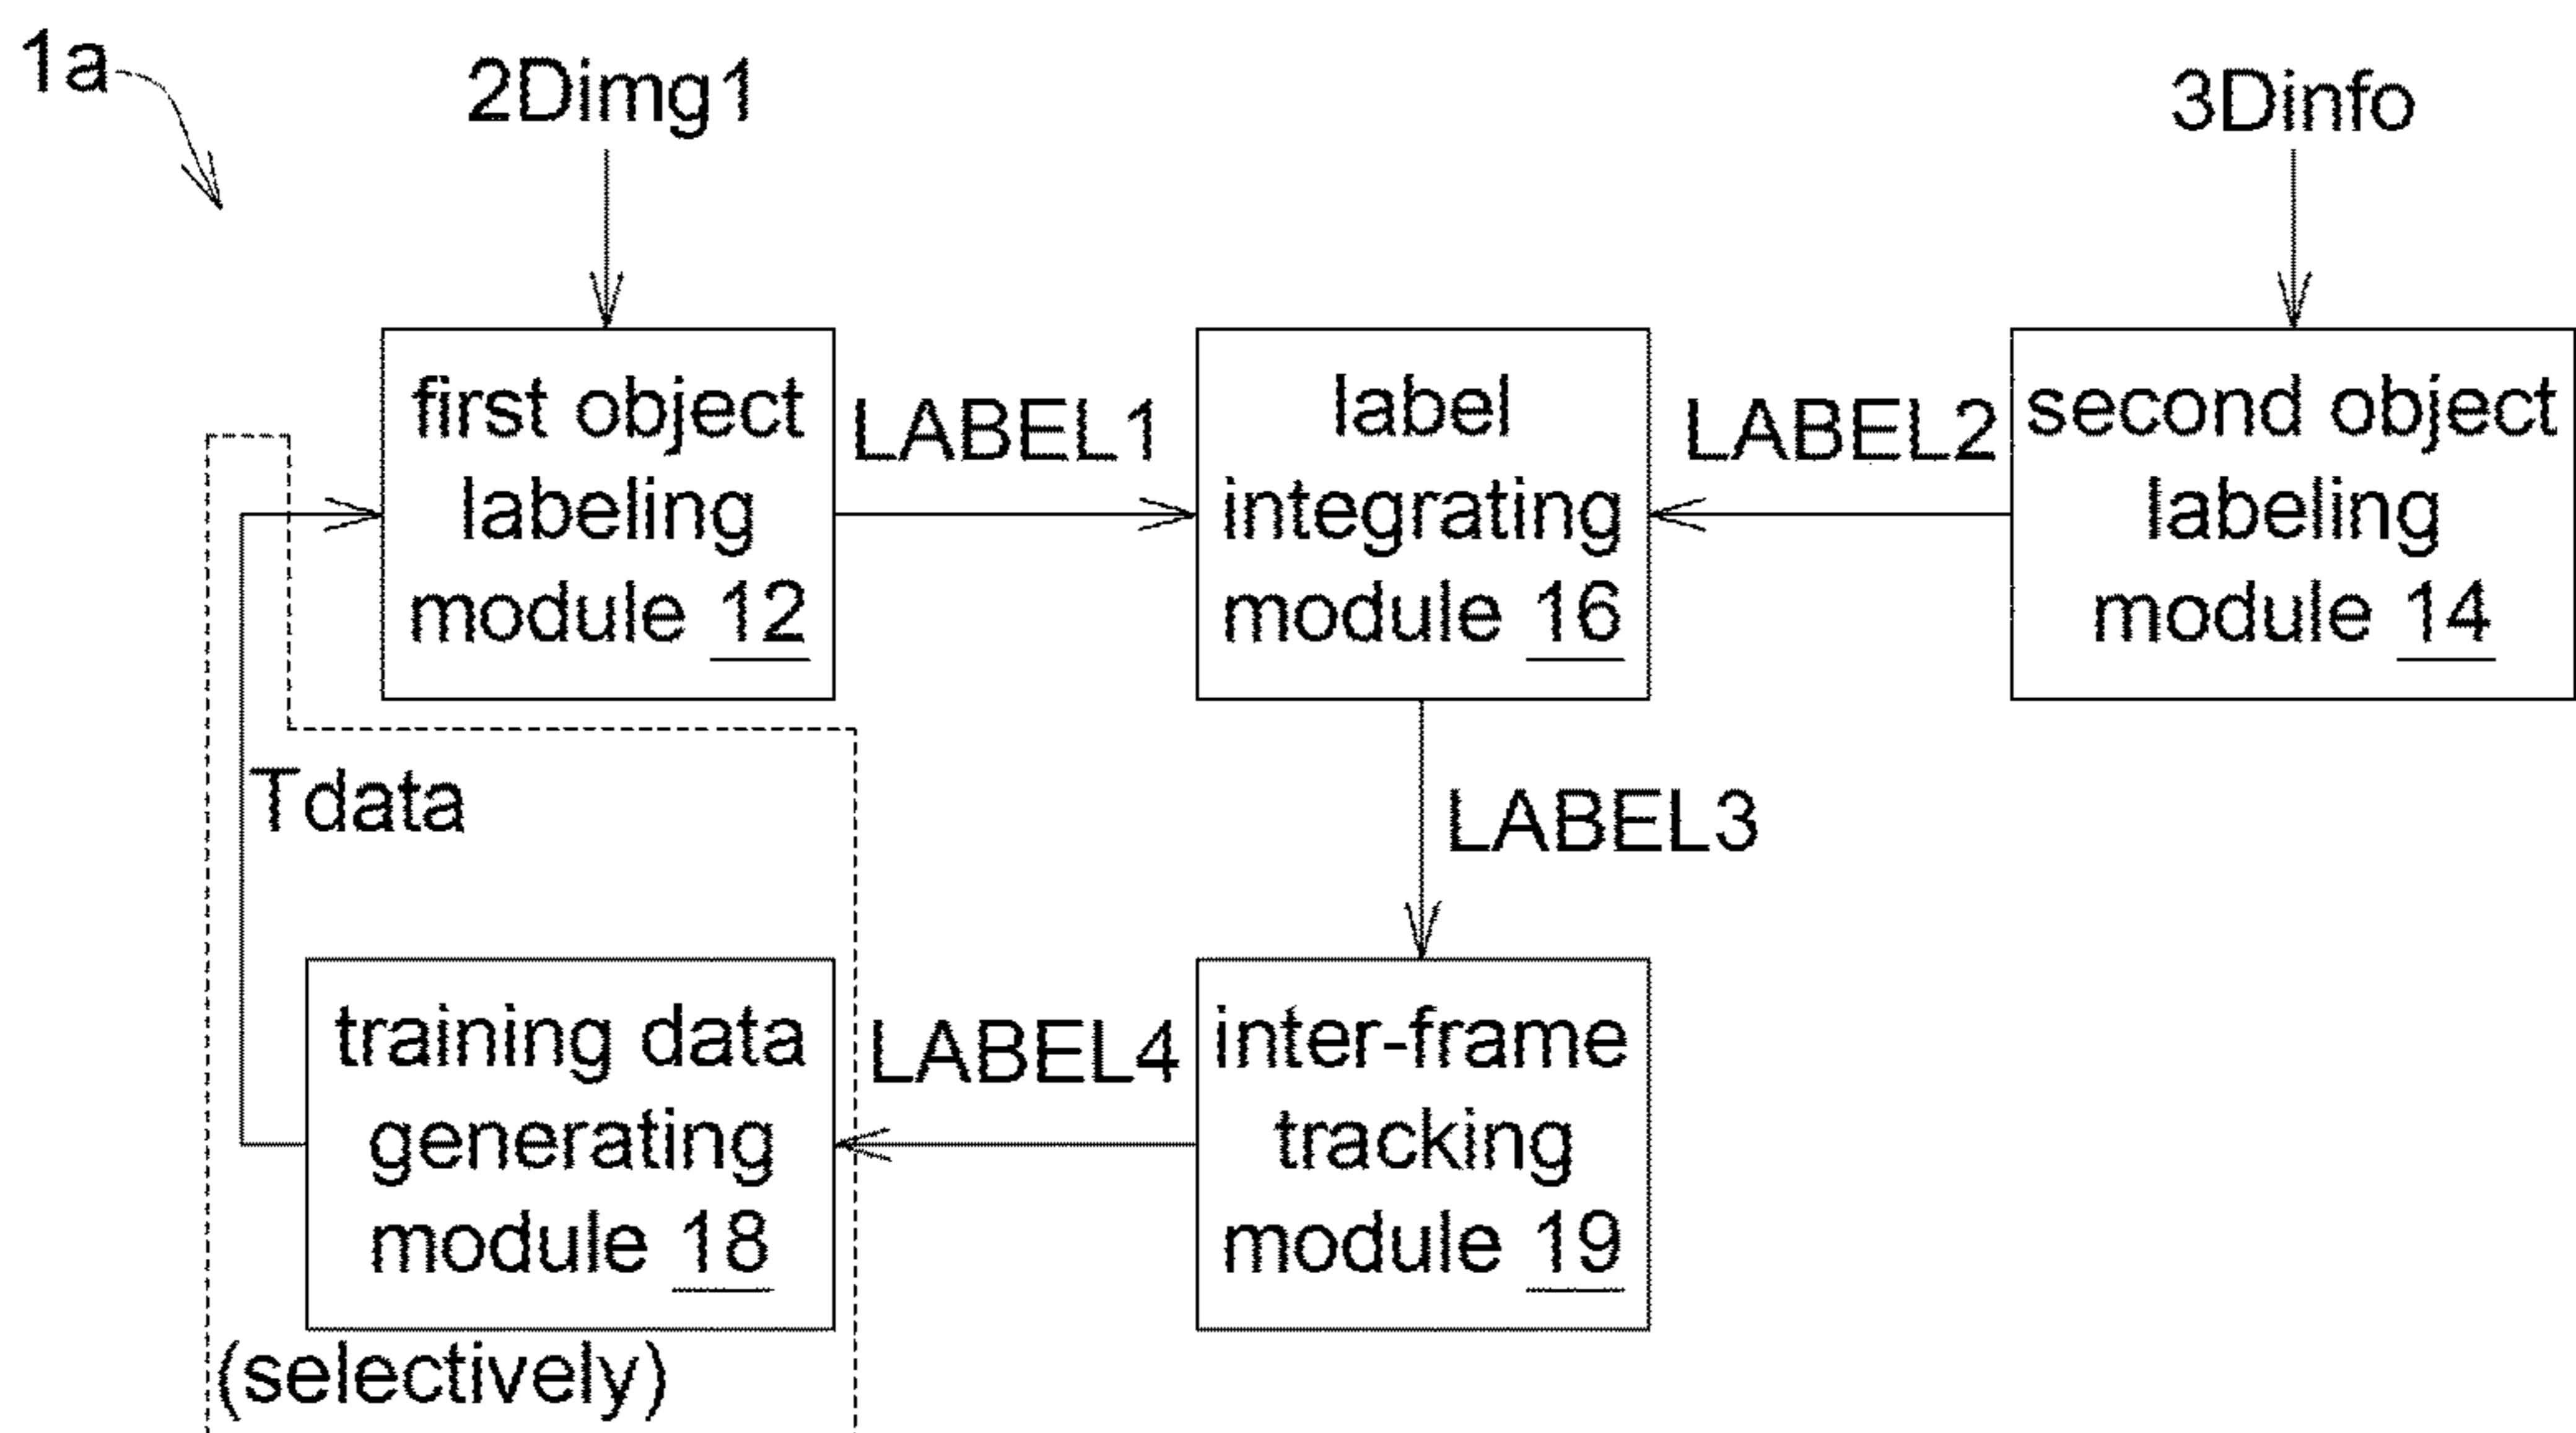 1a
2Dimg1
3Dinfo
first object
labeling
module 12
LABEL1
label
integrating
module 16
LABEL2
second object
labeling
module 14
Tdata
LABEL3
training data
generating
module 18
LABEL4
inter-frame
tracking
module 19
(selectively)